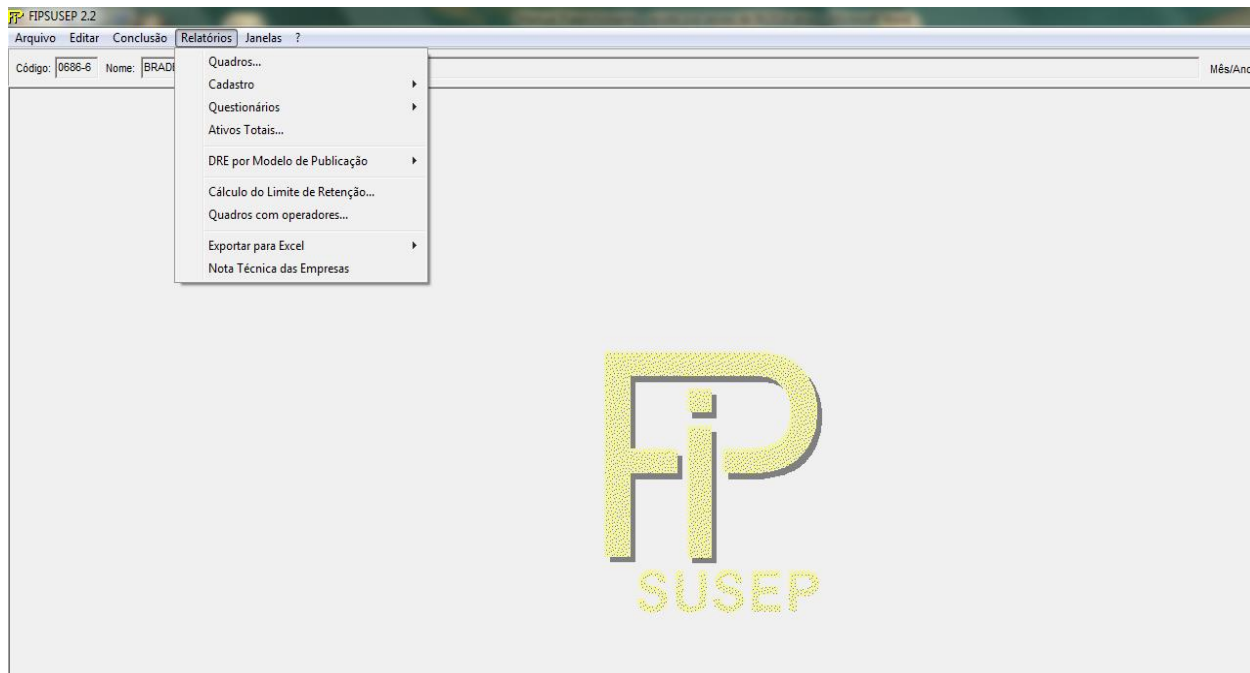 FIPSUSEP 2.2
Arquivo Editar Conclusão Relatórios Janelas ?
Código: 0686-6 Nome: BRAD Mês/Ano
Quadros...
Cadastro
Questionários
Ativos Totais...
DRE por Modelo de Publicação
Cálculo do Limite de Retenção...
Quadros com operadores...
Exportar para Excel
Nota Técnica das Empresas
FiP
SUSEP